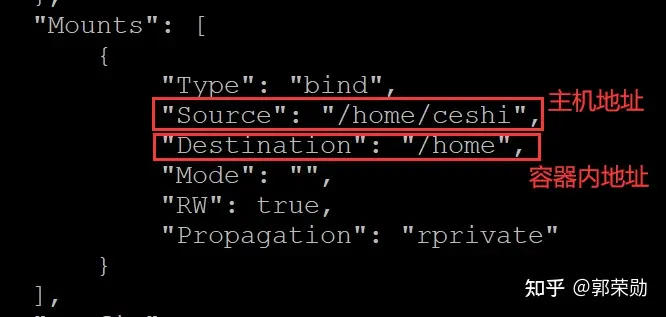 "Mounts": [
{
"Type": "bind",
"Source": "/home/ceshi",
主机地址
"Destination": "/home",
容器内地址
"Mode": "",
"RW": true,
"Propagation": "rprivate"
}
],
知乎 @郭荣勋